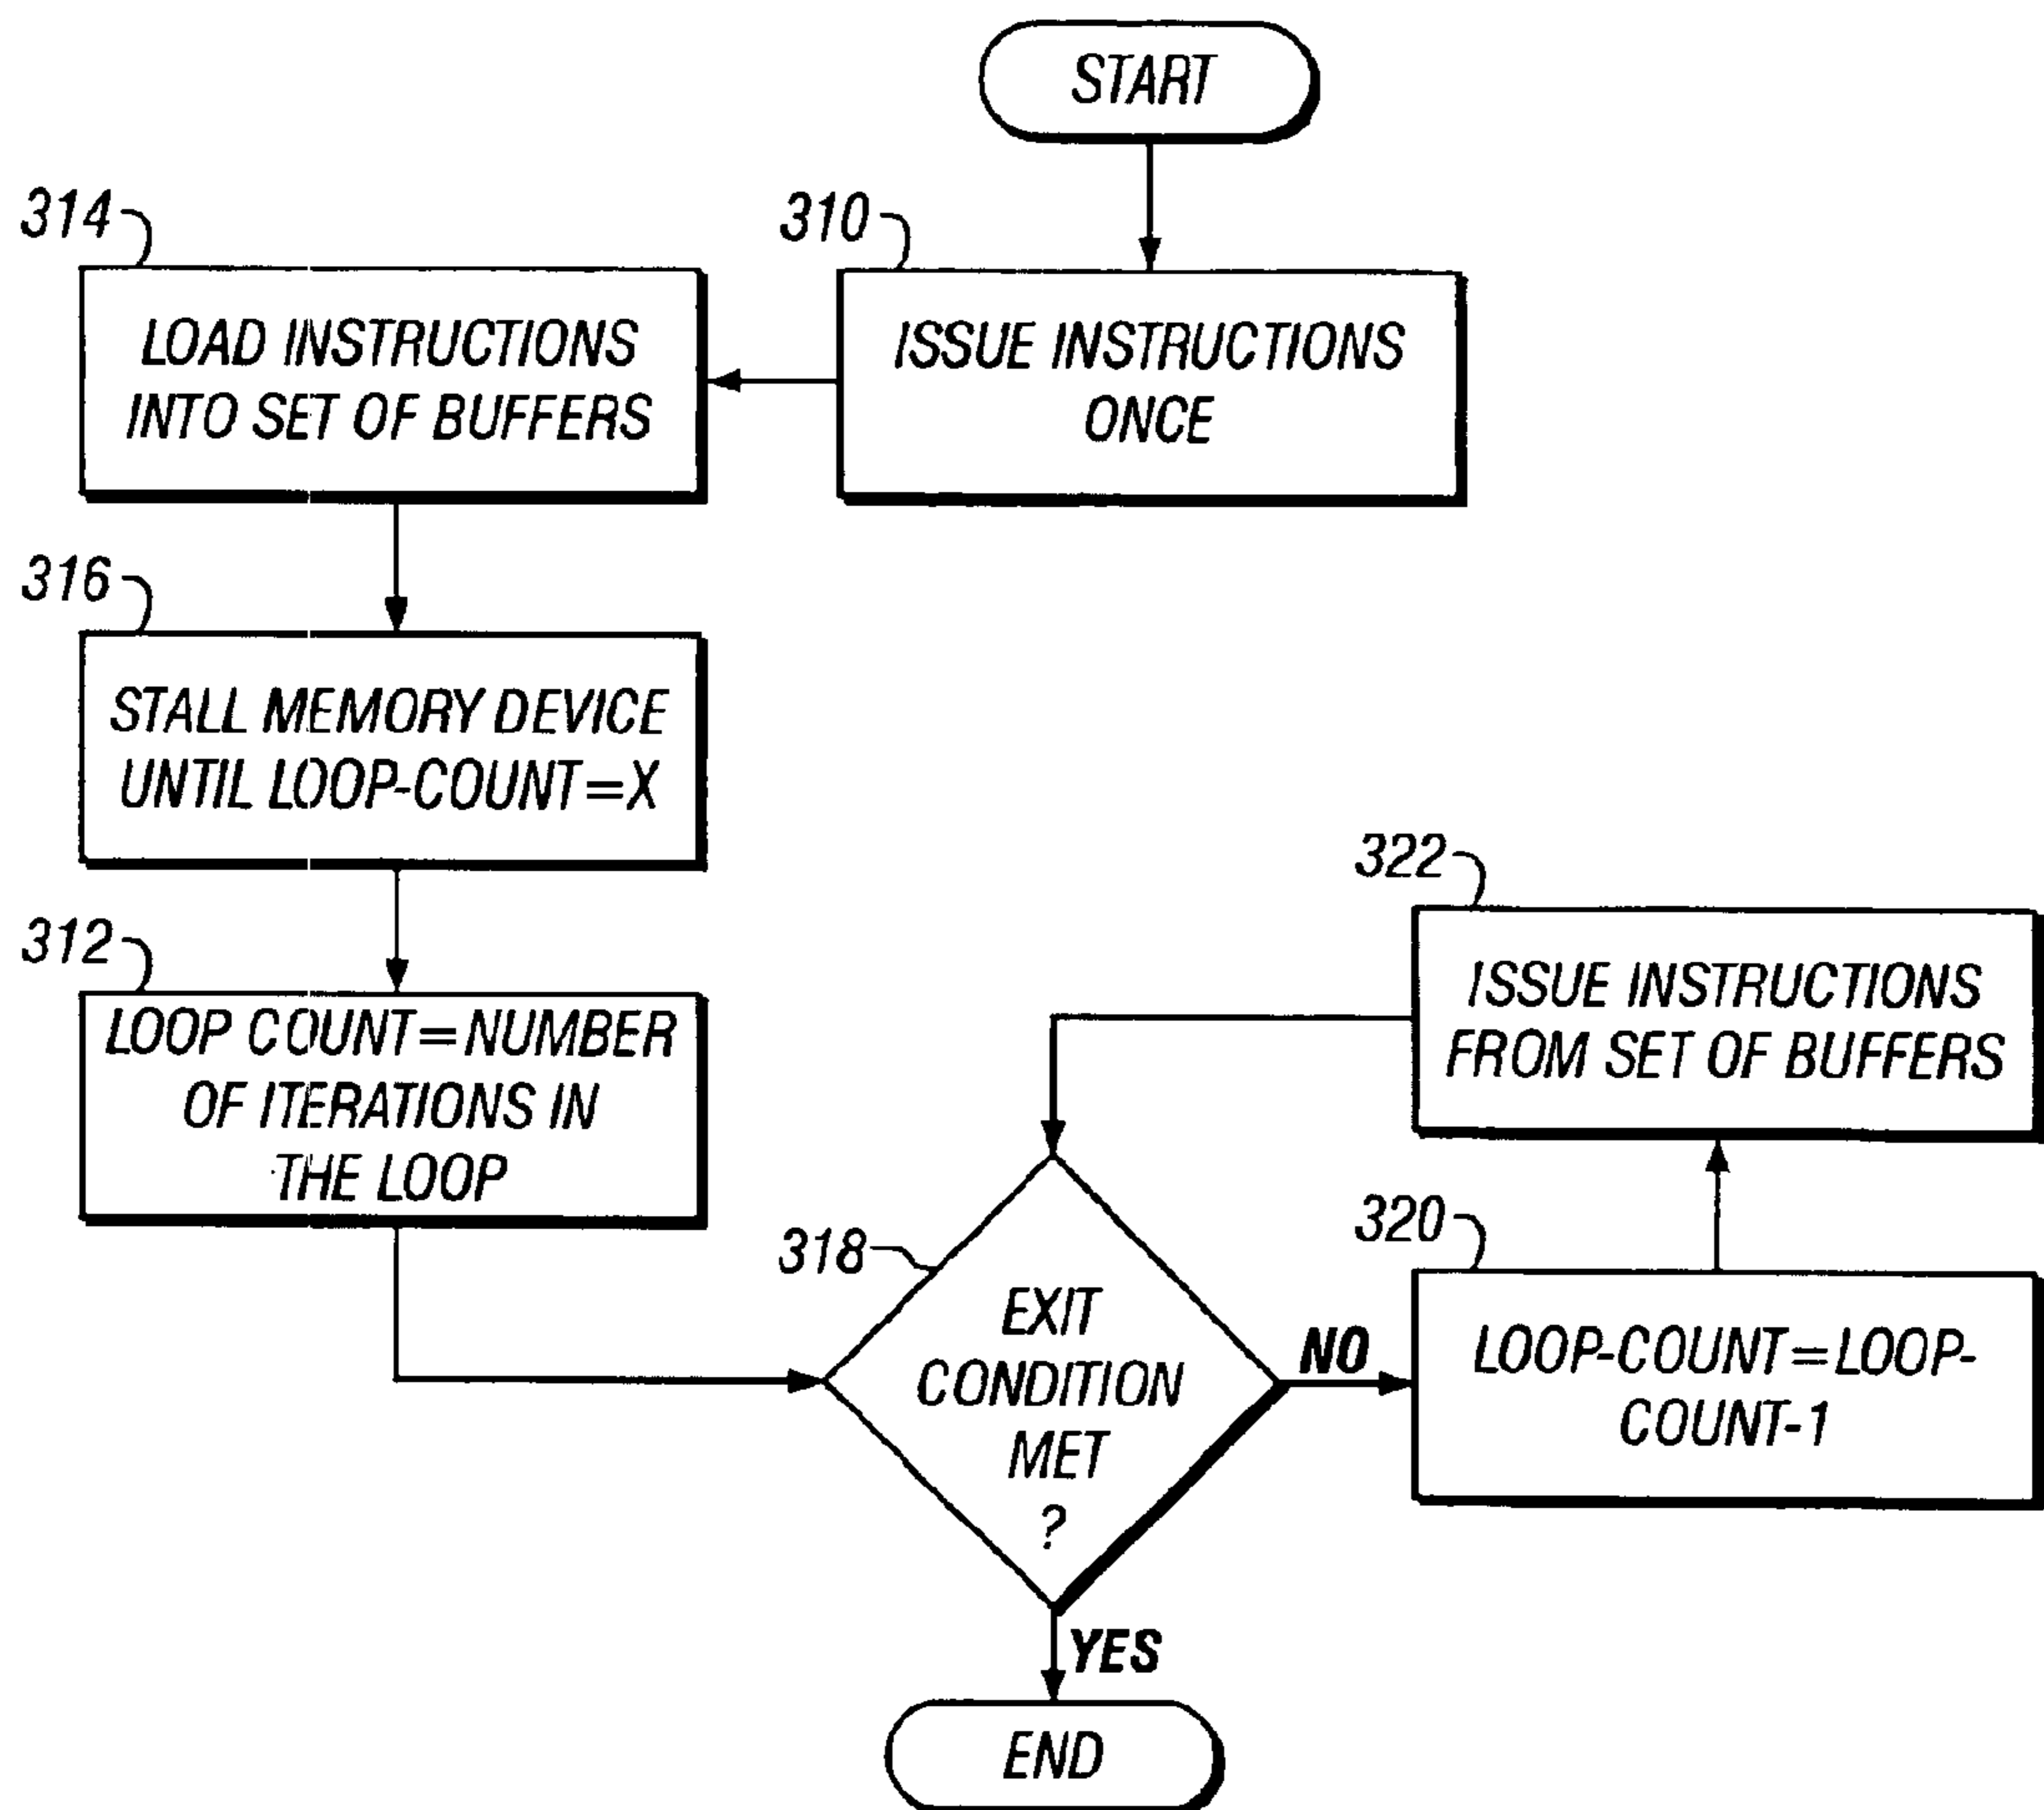 START
310
ISSUE INSTRUCTIONS
ONCE
314
LOAD INSTRUCTIONS
INTO SET OF BUFFERS
316
STALL MEMORY DEVICE
UNTIL LOOP-COUNT=X
312
LOOP COUNT=NUMBER
OF ITERATIONS IN
THE LOOP
318
EXIT
CONDITION
MET
?
NO
320
LOOP-COUNT=LOOP-
COUNT-1
322
ISSUE INSTRUCTIONS
FROM SET OF BUFFERS
YES
END